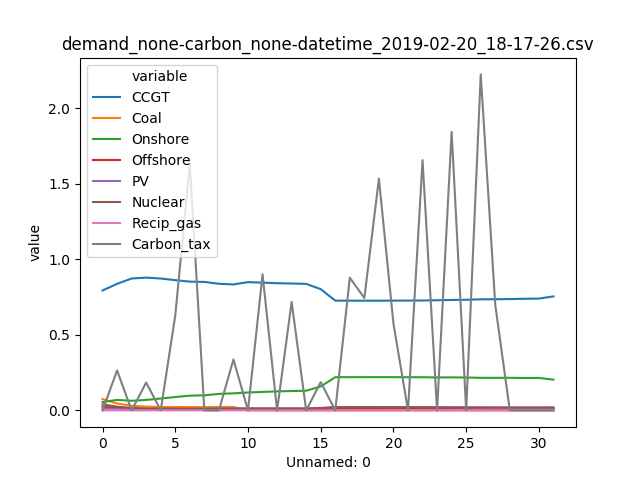 demand_none-carbon_none-datetime_2019-02-20_18-17-26.csv
variable
CCGT
Coal
Onshore
Offshore
PV
Nuclear
Recip_gas
Carbon_tax
value
2.0
1.5
1.0
0.5
0.0
0 5 10 15 20 25 30
Unnamed: 0